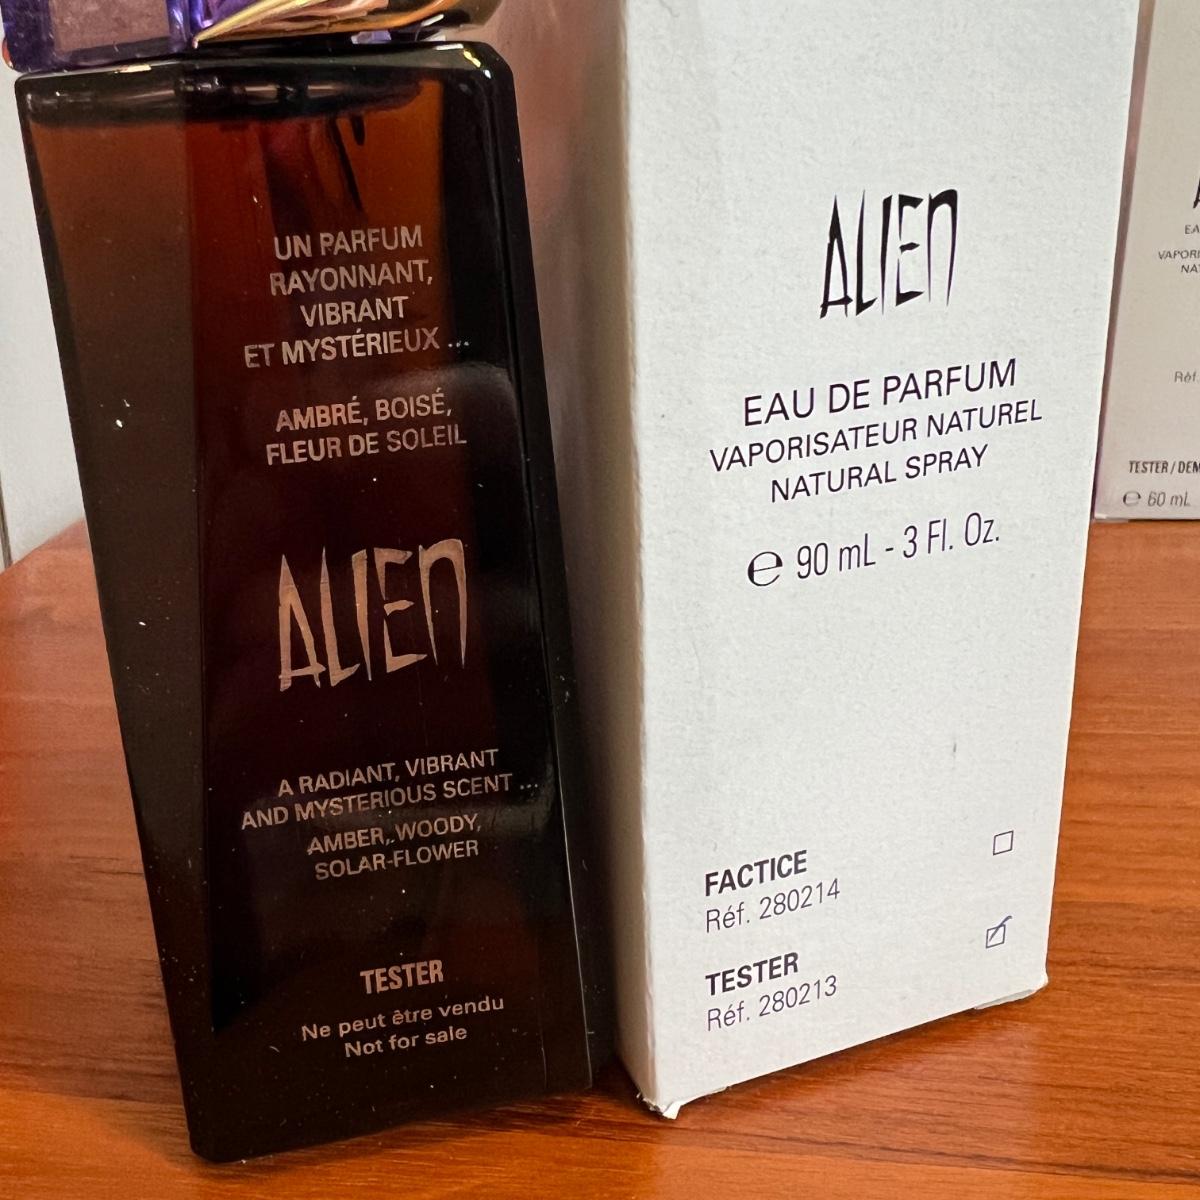 UN PARFUM
RAYONNANT,
VIBRANT
ET MYSTÉRIEUX ...
AMBRÉ, BOISÉ,
FLEUR DE SOLEIL
ALIEN
A RADIANT, VIBRANT
AND MYSTERIOUS SCENT ...
AMBER, WOODY,
SOLAR-FLOWER
TESTER
Ne peut être vendu
Not for sale
ALIEN
EAU DE PARFUM
VAPORISATEUR NATUREL
NATURAL SPRAY
e 90 mL - 3 Fl. Oz.
FACTICE
Réf. 280214
TESTER
Réf. 280213
Réf.
TESTER /
e 60 mL